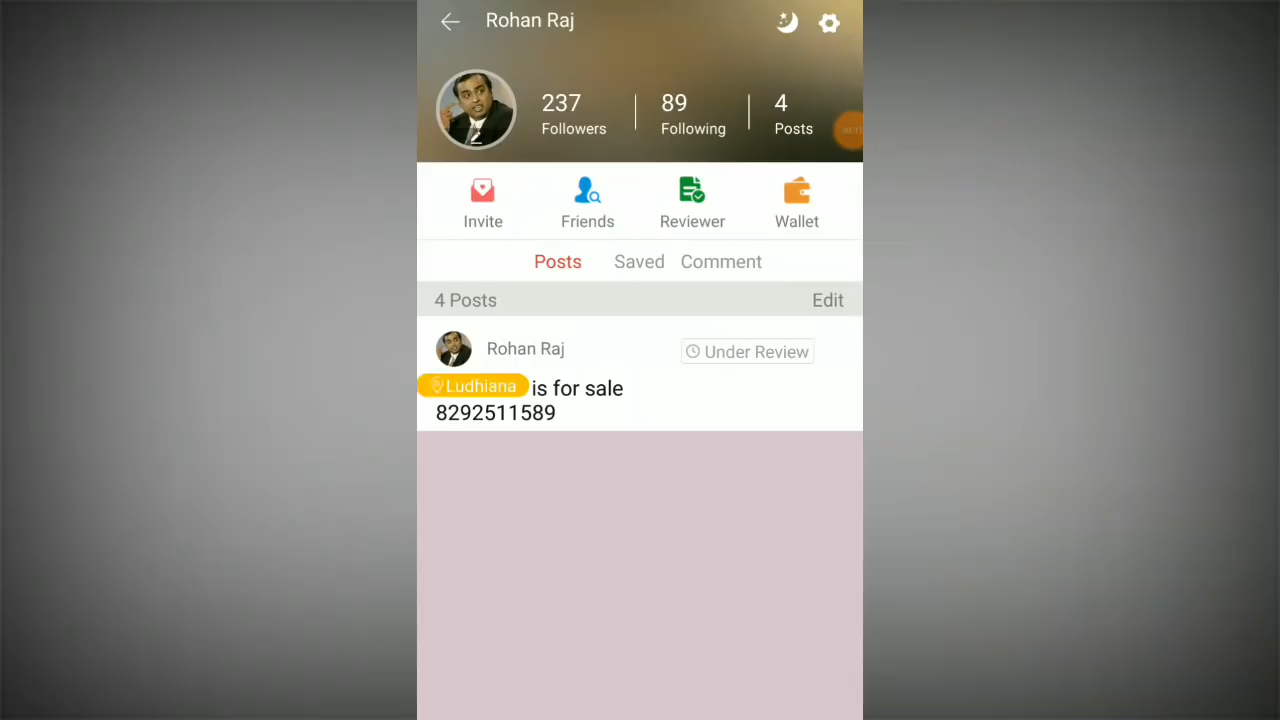 Rohan Raj
237
Followers
89
Following
4
Posts
Invite
Friends
Reviewer
Wallet
Posts
Saved
Comment
4 Posts
Edit
Rohan Raj
Under Review
Ludhiana is for sale
8292511589